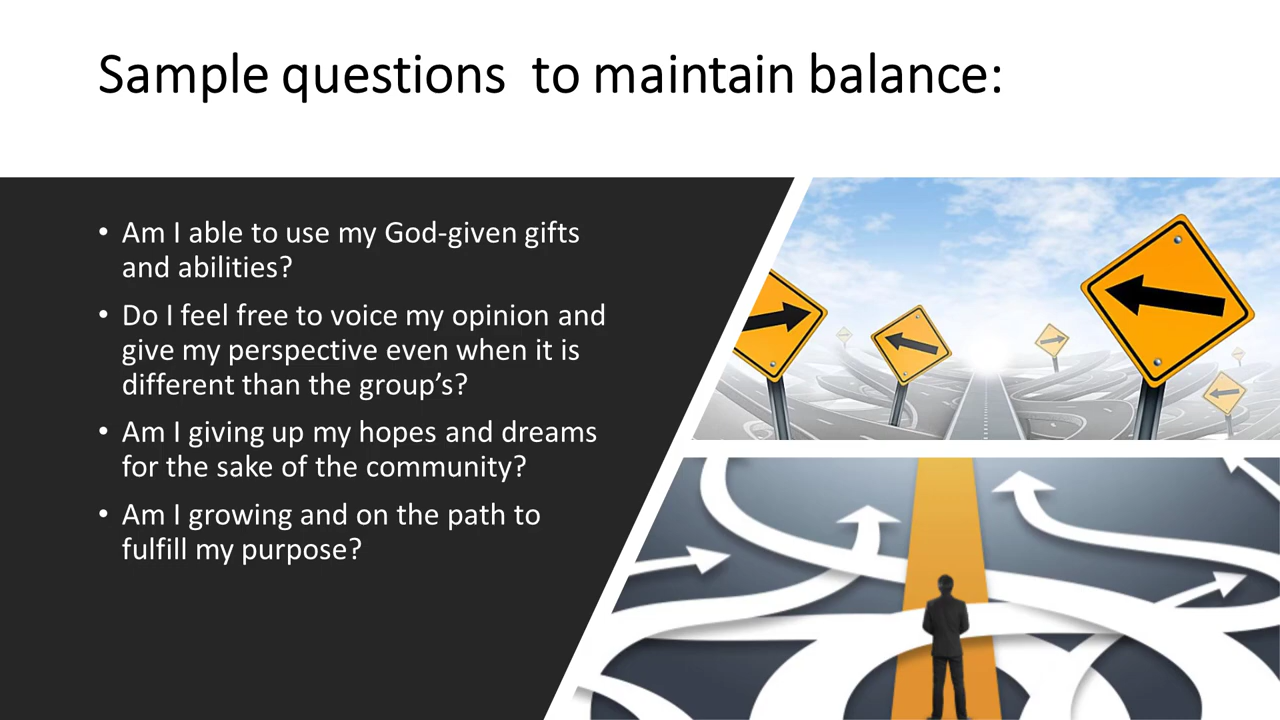 Sample questions  to maintain balance:
• Am I able to use my God-given gifts
and abilities?
• Do I feel free to voice my opinion and
give my perspective even when it is
different than the group’s?
• Am I giving up my hopes and dreams
for the sake of the community?
• Am I growing and on the path to
fulfill my purpose?